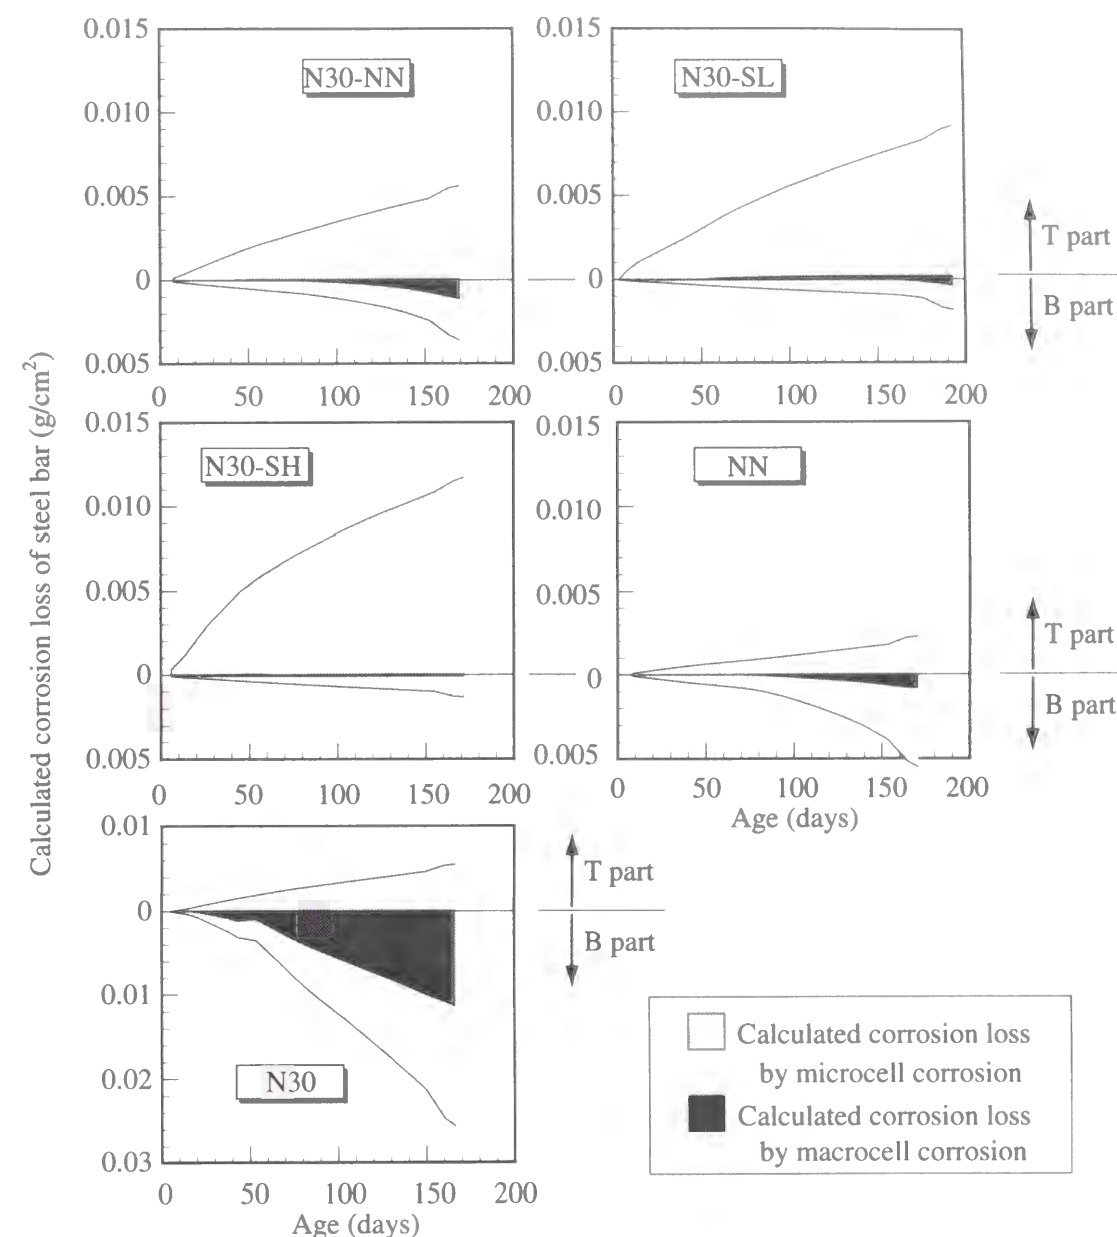 Calculated corrosion loss of steel bar (g/cm²)
0.015
0.010
0.005
0
0.005
N30-NN
0 50 100 150 200
0.015
0.010
0.005
0
0.005
N30-SL
0 50 100 150 200
T part
B part
0.015
0.010
0.005
0
0.005
N30-SH
0 50 100 150 200
0.015
0.010
0.005
0
0.005
NN
0 50 100 150 200
Age (days)
T part
B part
0.01
0
0.01
0.02
0.03
N30
0 50 100 150 200
Age (days)
T part
B part
Calculated corrosion loss
by microcell corrosion
Calculated corrosion loss
by macrocell corrosion